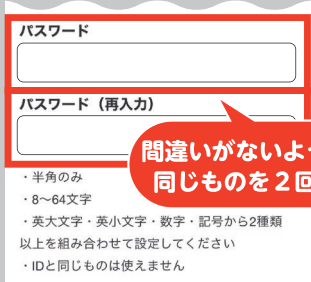 パスワード
パスワード（再入力）
間違いがないよ
同じものを２回
・半角のみ
・8〜64文字
・英大文字・英小文字・数字・記号から2種類
以上を組み合わせて設定してください
・IDと同じものは使えません